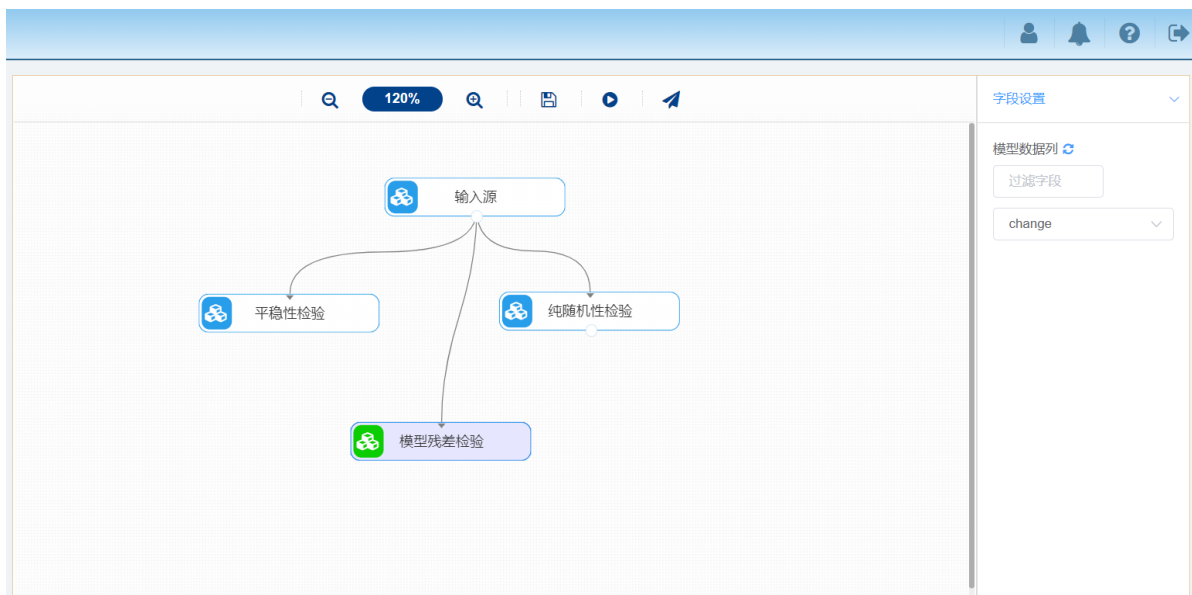 120%
字段设置
模型数据列
过滤字段
change
输入源
平稳性检验
纯随机性检验
模型残差检验